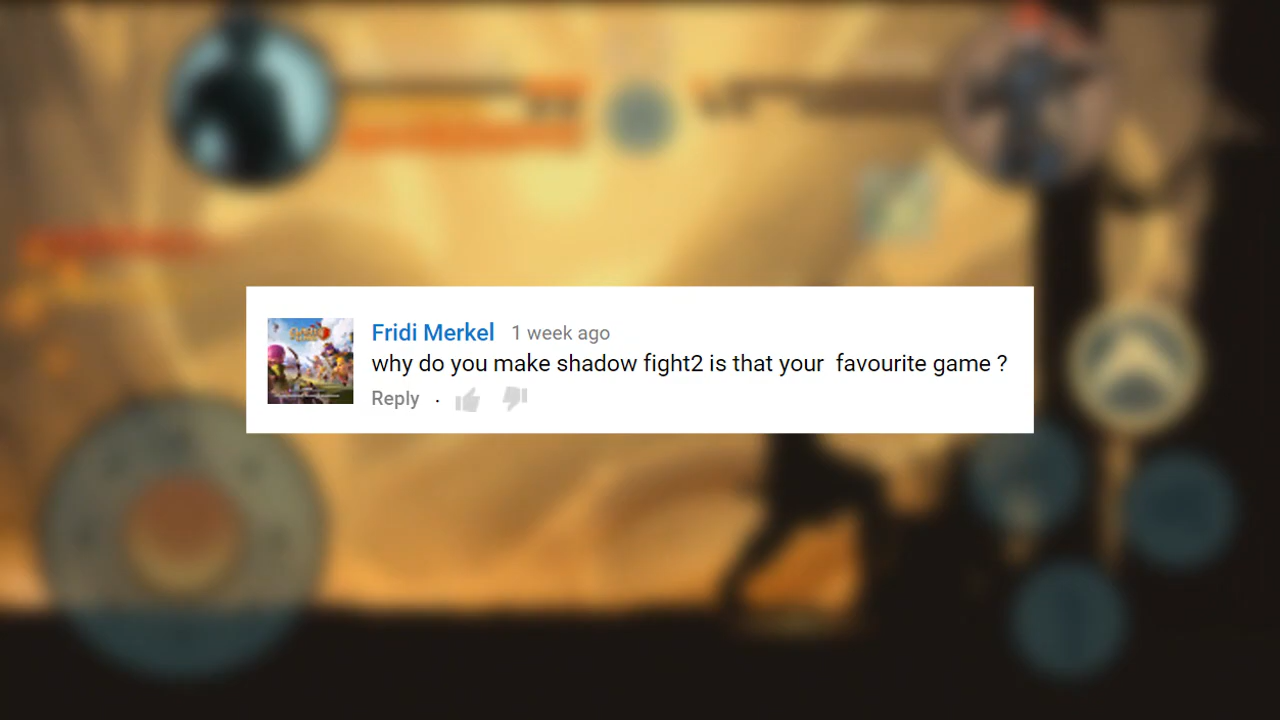 Fridi Merkel 1 week ago
why do you make shadow fight2 is that your  favourite game ?
Reply ·